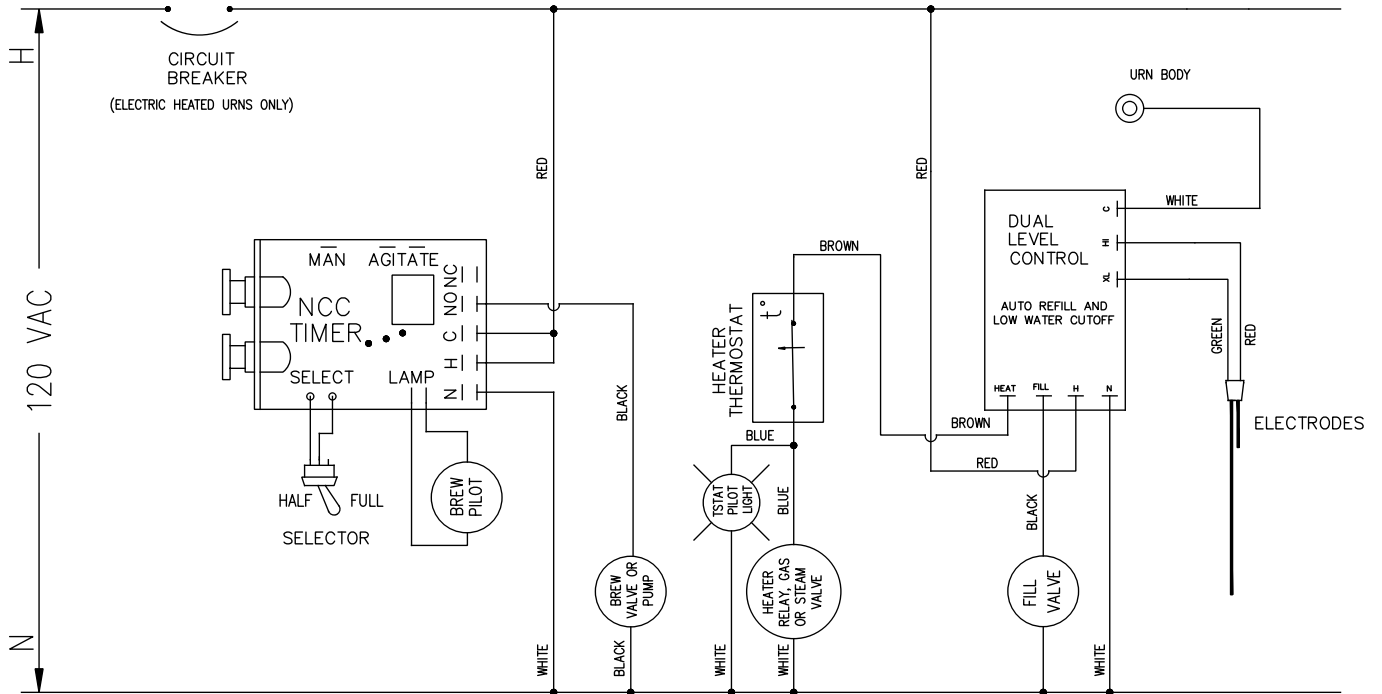 H
120 VAC
N
CIRCUIT
BREAKER
(ELECTRIC HEATED URNS ONLY)
RED
MAN
AGITATE
NCC
TIMER
SELECT
LAMP
NC
NO
C
H
N
HALF
FULL
SELECTOR
BREW
PILOT
WHITE
BLACK
BREW
VALVE OR
PUMP
BLACK
HEATER
THERMOSTAT
t°
BROWN
BLUE
TSTAT
PILOT
LIGHT
WHITE
BLUE
HEATER
RELAY, GAS
OR STEAM
VALVE
WHITE
RED
BROWN
RED
URN BODY
WHITE
DUAL
LEVEL
CONTROL
AUTO REFILL AND
LOW WATER CUTOFF
C
HI
XL
HEAT
FILL
H
N
GREEN
RED
ELECTRODES
BLACK
FILL
VALVE
WHITE